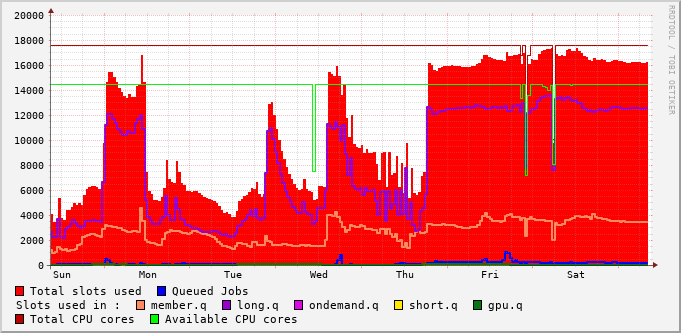 20000
18000
16000
14000
12000
10000
8000
6000
4000
2000
0
Sun Mon Tue Wed Thu Fri Sat
RRDTOOL / TOBI OETIKER
Total slots used Queued Jobs
Slots used in : member.q long.q ondemand.q short.q gpu.q
Total CPU cores Available CPU cores